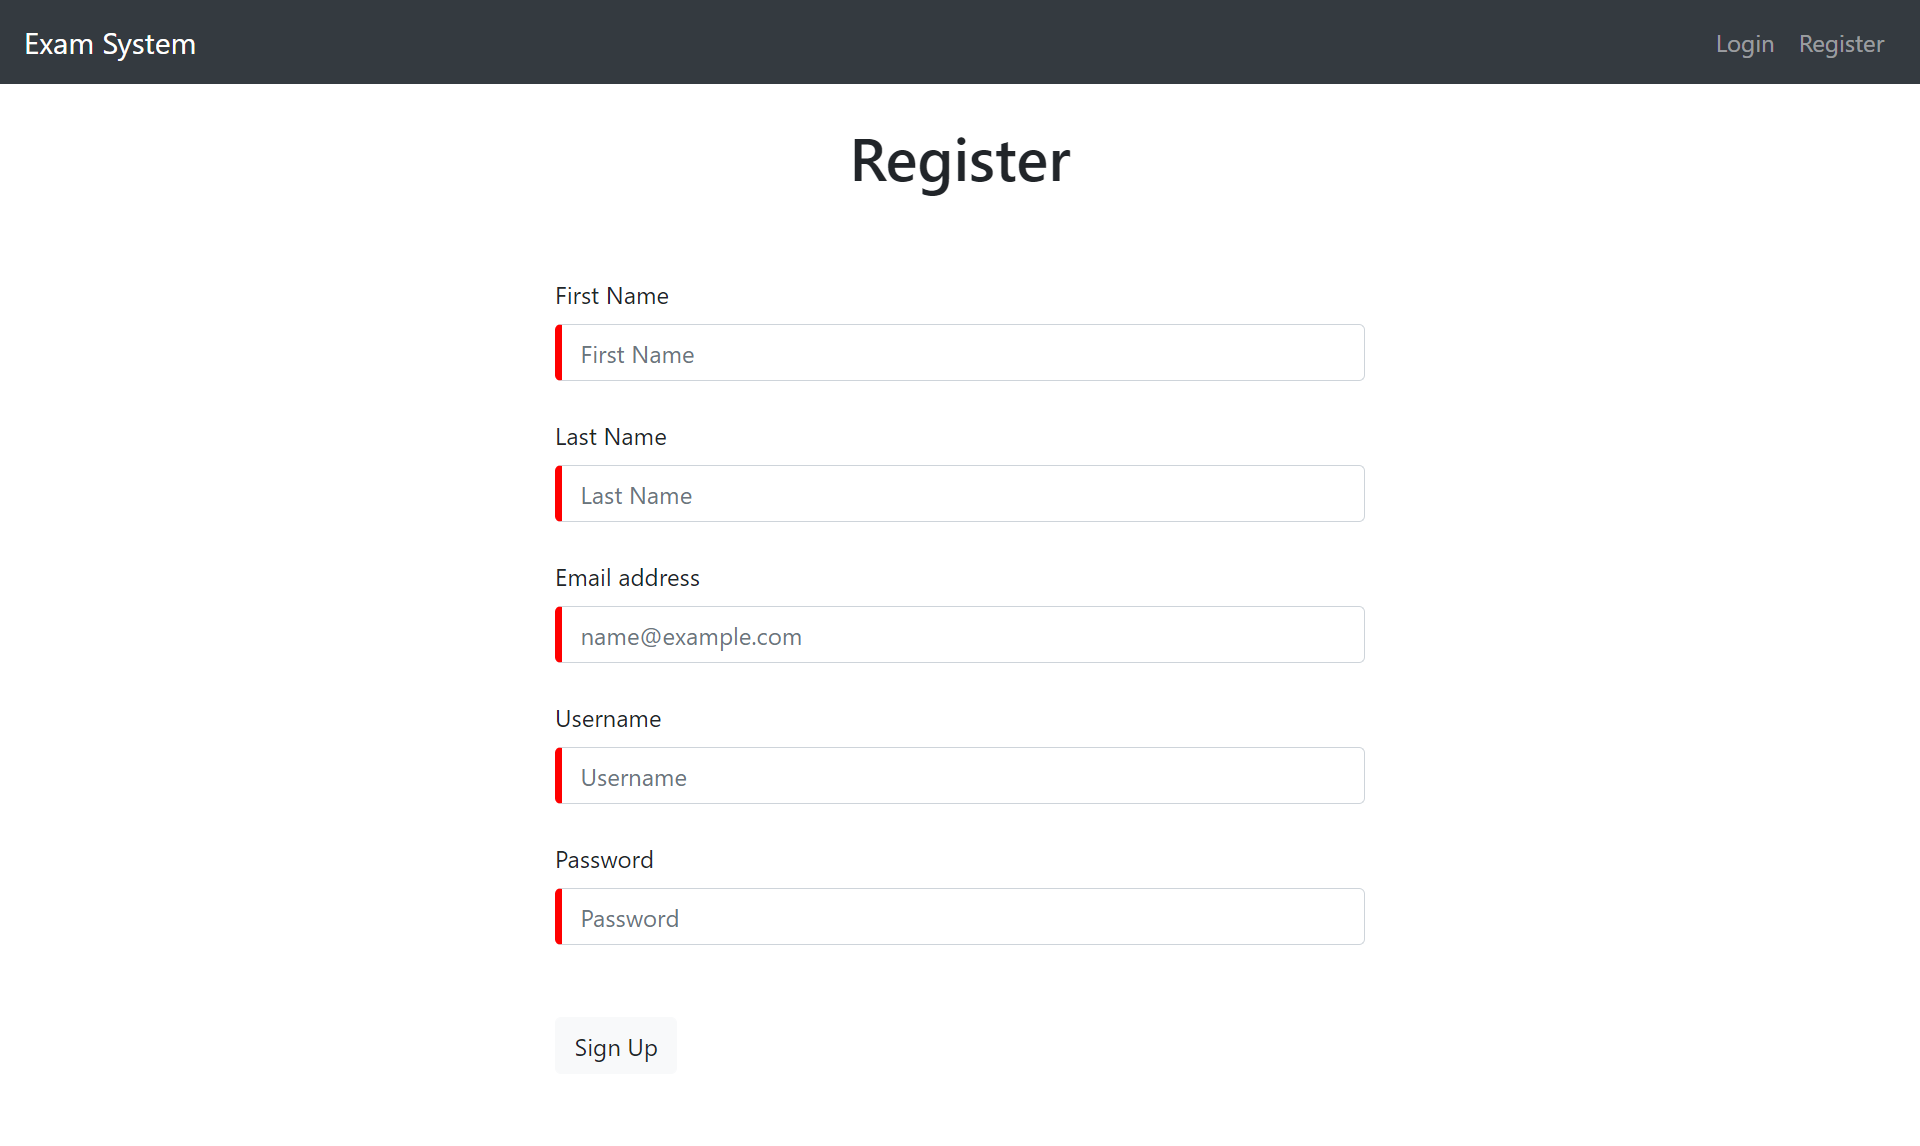 Exam System
Login Register
Register
First Name
First Name
Last Name
Last Name
Email address
name@example.com
Username
Username
Password
Password
Sign Up